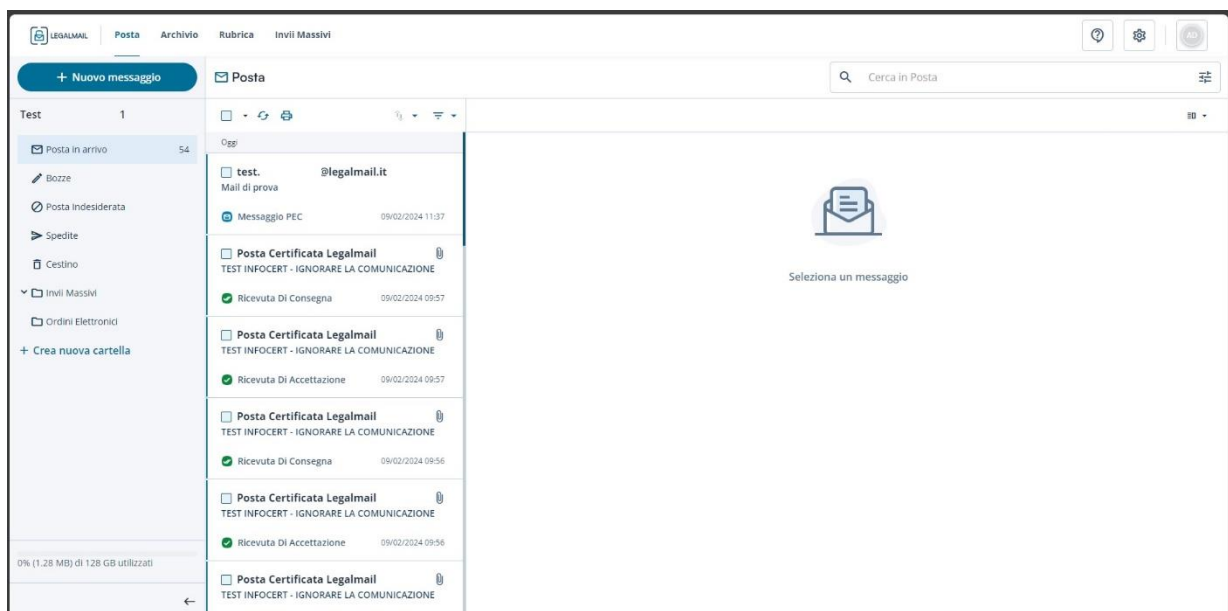 LEGALMAIL Posta Archivio Rubrica Invii Massivi AD
+ Nuovo messaggio
Posta
Cerca in Posta
Test 1
Posta in arrivo 54
Bozze
Posta Indesiderata
Spedite
Cestino
Invii Massivi
Ordini Elettronici
+ Crea nuova cartella
0% (1.28 MB) di 128 GB utilizzati
Oggi
test. @legalmail.it
Mail di prova
Messaggio PEC 09/02/2024 11:37
Posta Certificata Legalmail
TEST INFOCERT - IGNORARE LA COMUNICAZIONE
Ricevuta Di Consegna 09/02/2024 09:57
Posta Certificata Legalmail
TEST INFOCERT - IGNORARE LA COMUNICAZIONE
Ricevuta Di Accettazione 09/02/2024 09:57
Posta Certificata Legalmail
TEST INFOCERT - IGNORARE LA COMUNICAZIONE
Ricevuta Di Consegna 09/02/2024 09:56
Posta Certificata Legalmail
TEST INFOCERT - IGNORARE LA COMUNICAZIONE
Ricevuta Di Accettazione 09/02/2024 09:56
Posta Certificata Legalmail
TEST INFOCERT - IGNORARE LA COMUNICAZIONE
Seleziona un messaggio